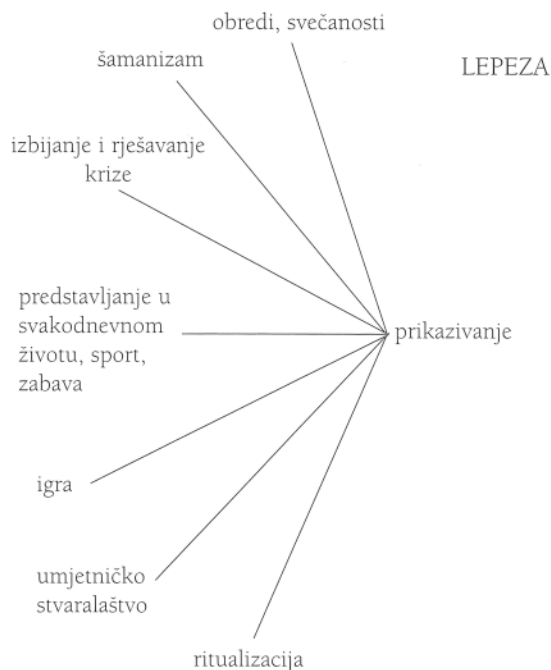 obredi, svečanosti
šamanizam
LEPEZA
izbijanje i rješavanje
krize
predstavljanje u
svakodnevnom
životu, sport,
zabava
prikazivanje
igra
umjetničko
stvaralaštvo
ritualizacija